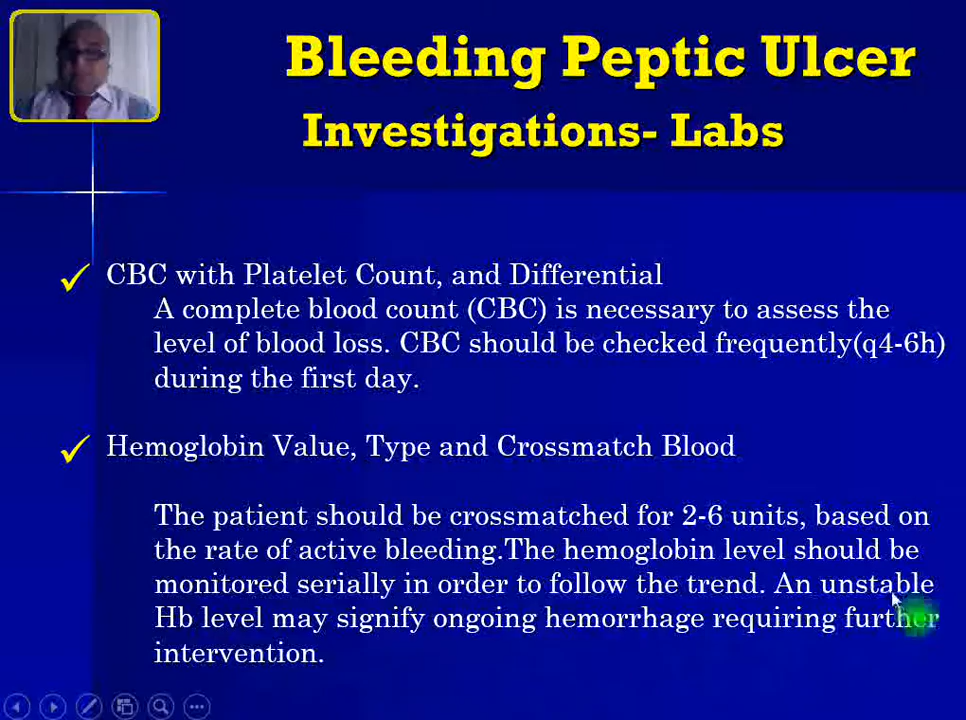 Bleeding Peptic Ulcer
Investigations- Labs
CBC with Platelet Count, and Differential
A complete blood count (CBC) is necessary to assess the
level of blood loss. CBC should be checked frequently(q4-6h)
during the first day.
Hemoglobin Value, Type and Crossmatch Blood
The patient should be crossmatched for 2-6 units, based on
the rate of active bleeding.The hemoglobin level should be
monitored serially in order to follow the trend. An unstable
Hb level may signify ongoing hemorrhage requiring further
intervention.